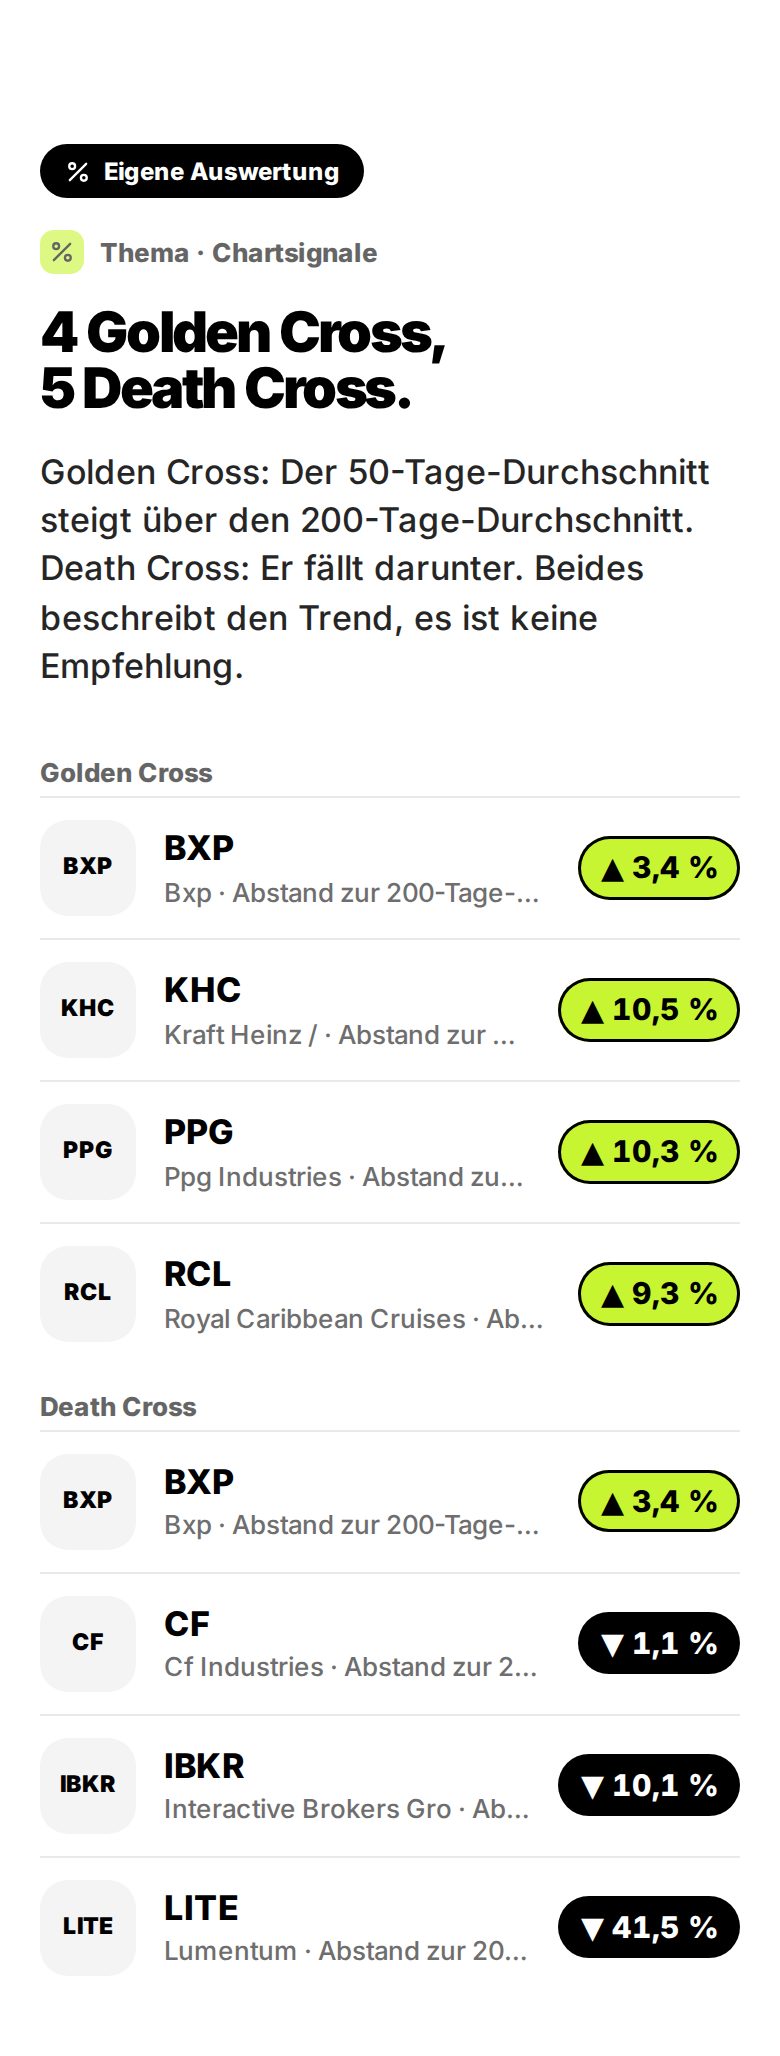 % Eigene Auswertung
% Thema · Chartsignale
4 Golden Cross,
5 Death Cross.
Golden Cross: Der 50-Tage-Durchschnitt
steigt über den 200-Tage-Durchschnitt.
Death Cross: Er fällt darunter. Beides
beschreibt den Trend, es ist keine
Empfehlung.
Golden Cross
BXP
BXP
Bxp · Abstand zur 200-Tage-...
▲ 3,4 %
KHC
KHC
Kraft Heinz / · Abstand zur ...
▲ 10,5 %
PPG
PPG
Ppg Industries · Abstand zu...
▲ 10,3 %
RCL
RCL
Royal Caribbean Cruises · Ab...
▲ 9,3 %
Death Cross
BXP
BXP
Bxp · Abstand zur 200-Tage-...
▲ 3,4 %
CF
CF
Cf Industries · Abstand zur 2...
▼ 1,1 %
IBKR
IBKR
Interactive Brokers Gro · Ab...
▼ 10,1 %
LITE
LITE
Lumentum · Abstand zur 20...
▼ 41,5 %